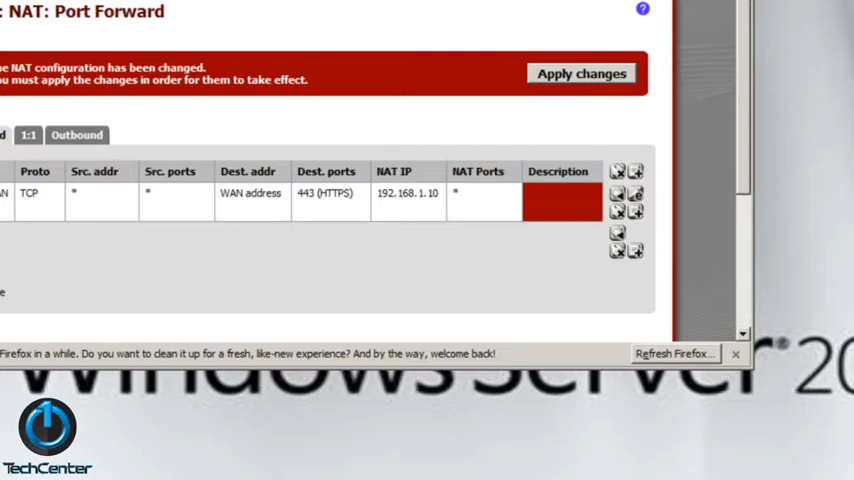 : NAT: Port Forward
he NAT configuration has been changed.
ou must apply the changes in order for them to take effect.
Apply changes
d 1:1 Outbound
Proto Src. addr Src. ports Dest. addr Dest. ports NAT IP NAT Ports Description
AN TCP * * WAN address 443 (HTTPS) 192.168.1.10 *
e
Firefox in a while. Do you want to clean it up for a fresh, like-new experience? And by the way, welcome back!
Refresh Firefox...
Windows Server® 20
TechCenter